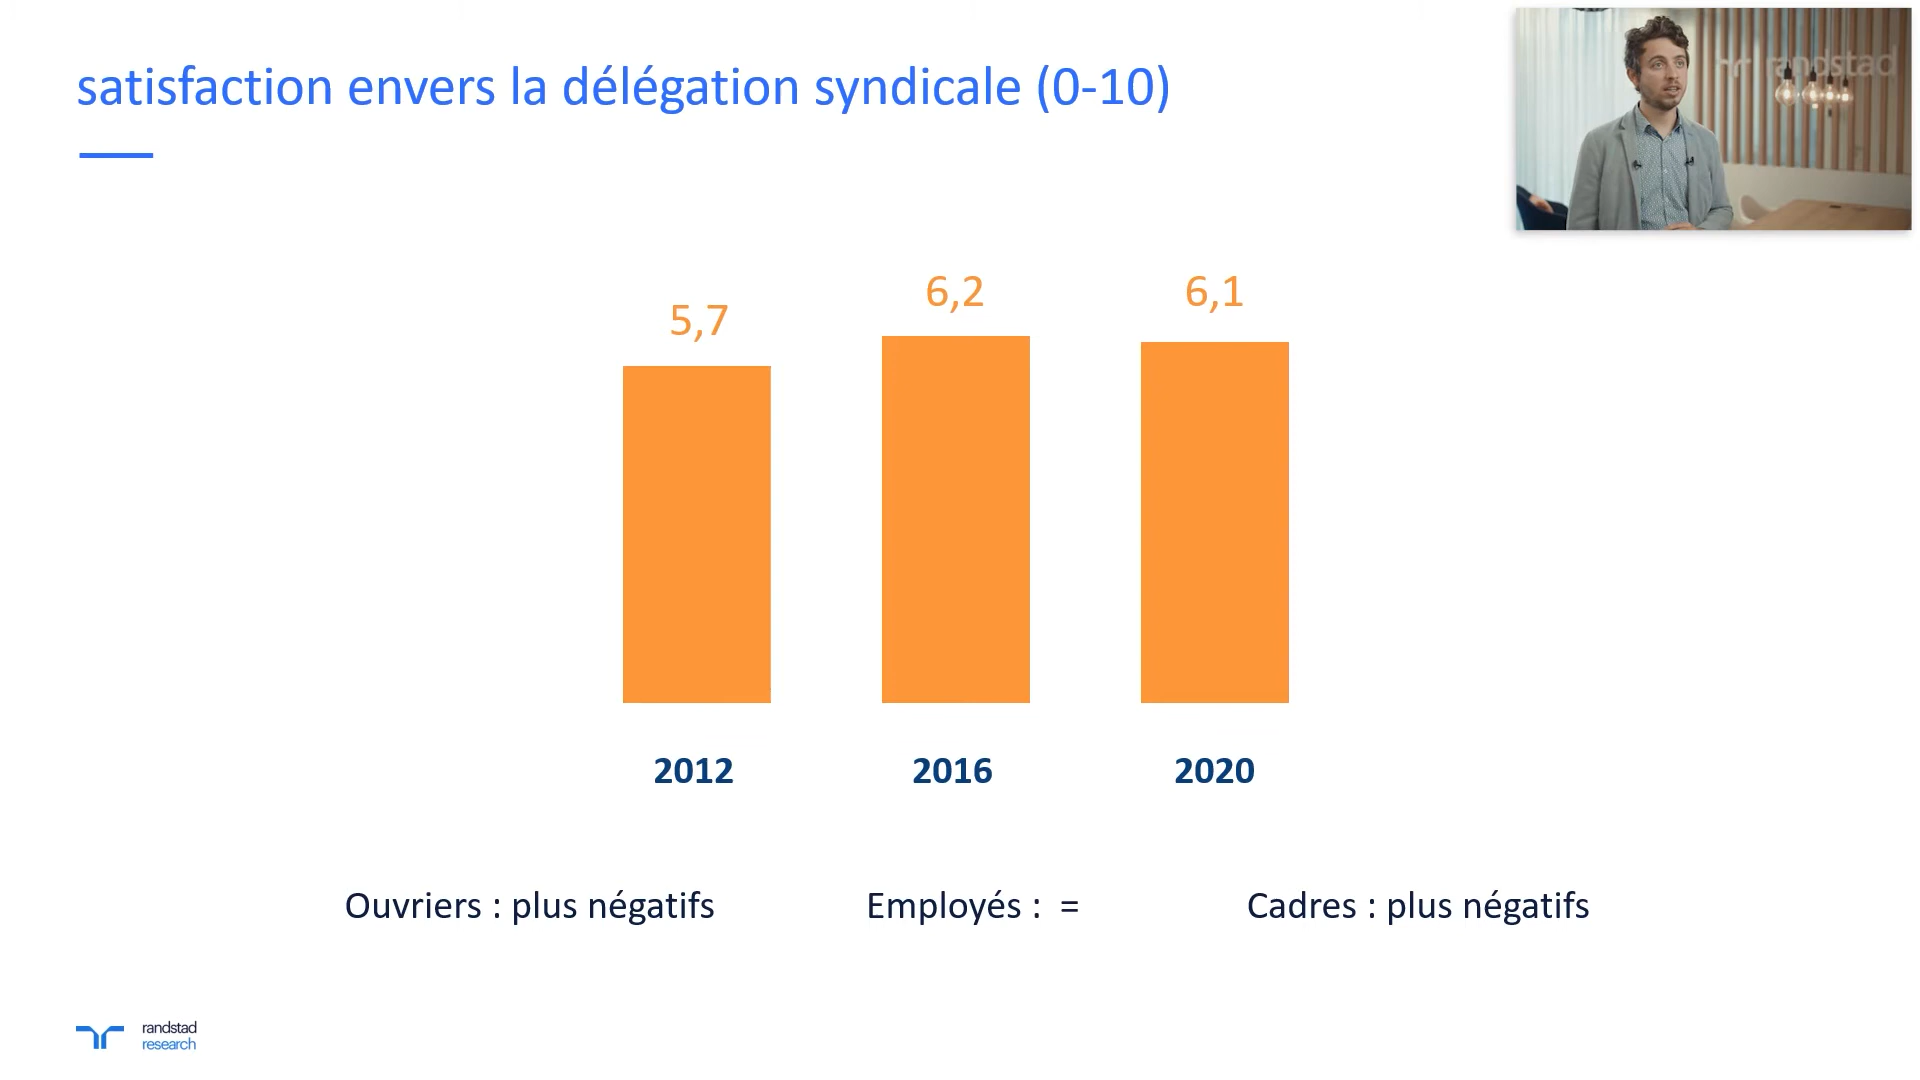 satisfaction envers la délégation syndicale (0-10)
randstad
5,7
6,2
6,1
2012
2016
2020
Ouvriers : plus négatifs
Employés : =
Cadres : plus négatifs
randstad
research